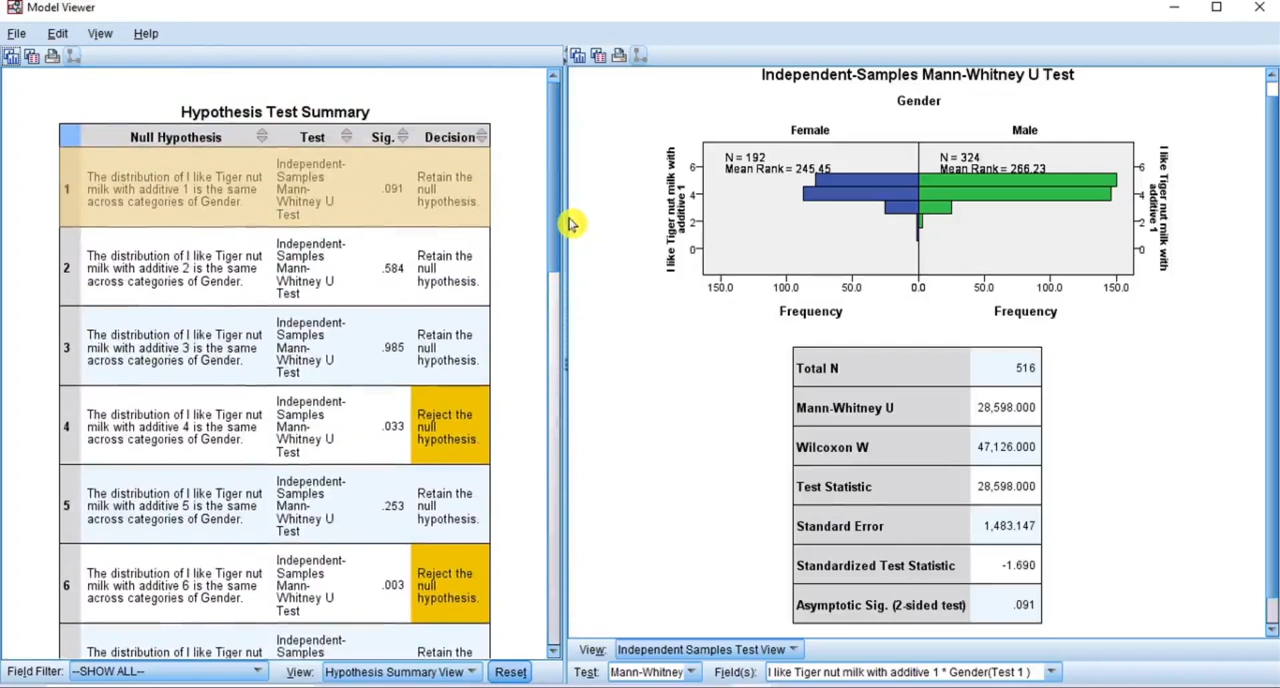 Model Viewer
File Edit View Help
Hypothesis Test Summary
Null Hypothesis Test Sig. Decision
1 The distribution of I like Tiger nut milk with additive 1 is the same across categories of Gender. Independent-Samples Mann-Whitney U Test .091 Retain the null hypothesis.
2 The distribution of I like Tiger nut milk with additive 2 is the same across categories of Gender. Independent-Samples Mann-Whitney U Test .584 Retain the null hypothesis.
3 The distribution of I like Tiger nut milk with additive 3 is the same across categories of Gender. Independent-Samples Mann-Whitney U Test .985 Retain the null hypothesis.
4 The distribution of I like Tiger nut milk with additive 4 is the same across categories of Gender. Independent-Samples Mann-Whitney U Test .033 Reject the null hypothesis.
5 The distribution of I like Tiger nut milk with additive 5 is the same across categories of Gender. Independent-Samples Mann-Whitney U Test .253 Retain the null hypothesis.
6 The distribution of I like Tiger nut milk with additive 6 is the same across categories of Gender. Independent-Samples Mann-Whitney U Test .003 Reject the null hypothesis.
The distribution of I like Tiger nut Independent- Retain the
Field Filter: --SHOW ALL-- View: Hypothesis Summary View Reset
Independent-Samples Mann-Whitney U Test
Gender
Female Male
N = 192 N = 324
Mean Rank = 245.45 Mean Rank = 266.23
I like Tiger nut milk with additive 1
6 4 2 0
6 4 2 0
I like Tiger nut milk with additive 1
150.0 100.0 50.0 0.0 50.0 100.0 150.0
Frequency Frequency
Total N 516
Mann-Whitney U 28,598.000
Wilcoxon W 47,126.000
Test Statistic 28,598.000
Standard Error 1,483.147
Standardized Test Statistic -1.690
Asymptotic Sig. (2-sided test) .091
View: Independent Samples Test View
Test: Mann-Whitney Field(s): I like Tiger nut milk with additive 1 * Gender(Test 1 )